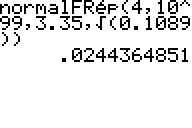 normalFRép(4,10^
99,3.35,√(0.1089
))
.0244364851